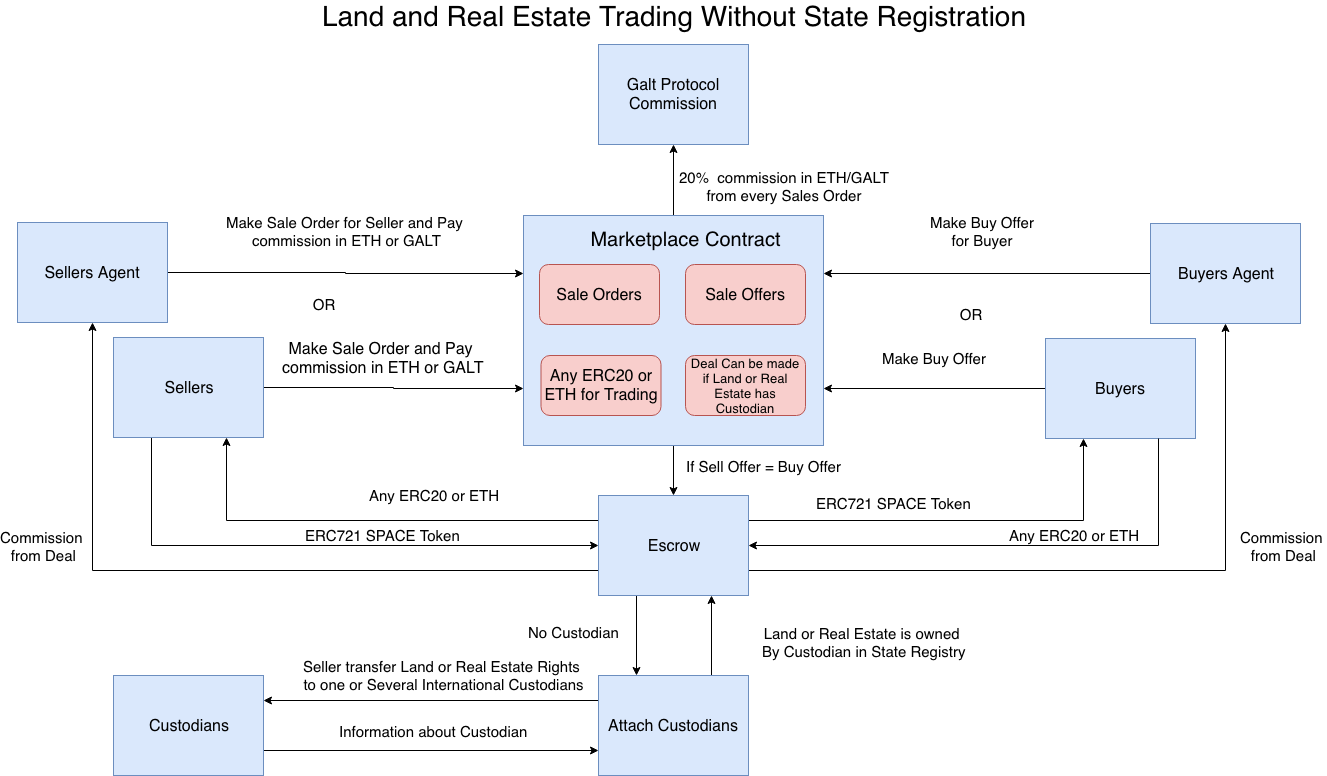 Land and Real Estate Trading Without State Registration
Galt Protocol
Commission
20%  commission in ETH/GALT
from every Sales Order
Make Sale Order for Seller and Pay
commission in ETH or GALT
Make Buy Offer
for Buyer
Sellers Agent
Marketplace Contract
Buyers Agent
Sale Orders
Sale Offers
OR
OR
Make Sale Order and Pay
commission in ETH or GALT
Make Buy Offer
Sellers
Any ERC20 or
ETH for Trading
Deal Can be made
if Land or Real
Estate has
Custodian
Buyers
If Sell Offer = Buy Offer
Any ERC20 or ETH
ERC721 SPACE Token
ERC721 SPACE Token
Any ERC20 or ETH
Commission
from Deal
Escrow
Commission
from Deal
No Custodian
Land or Real Estate is owned
By Custodian in State Registry
Seller transfer Land or Real Estate Rights
to one or Several International Custodians
Custodians
Information about Custodian
Attach Custodians